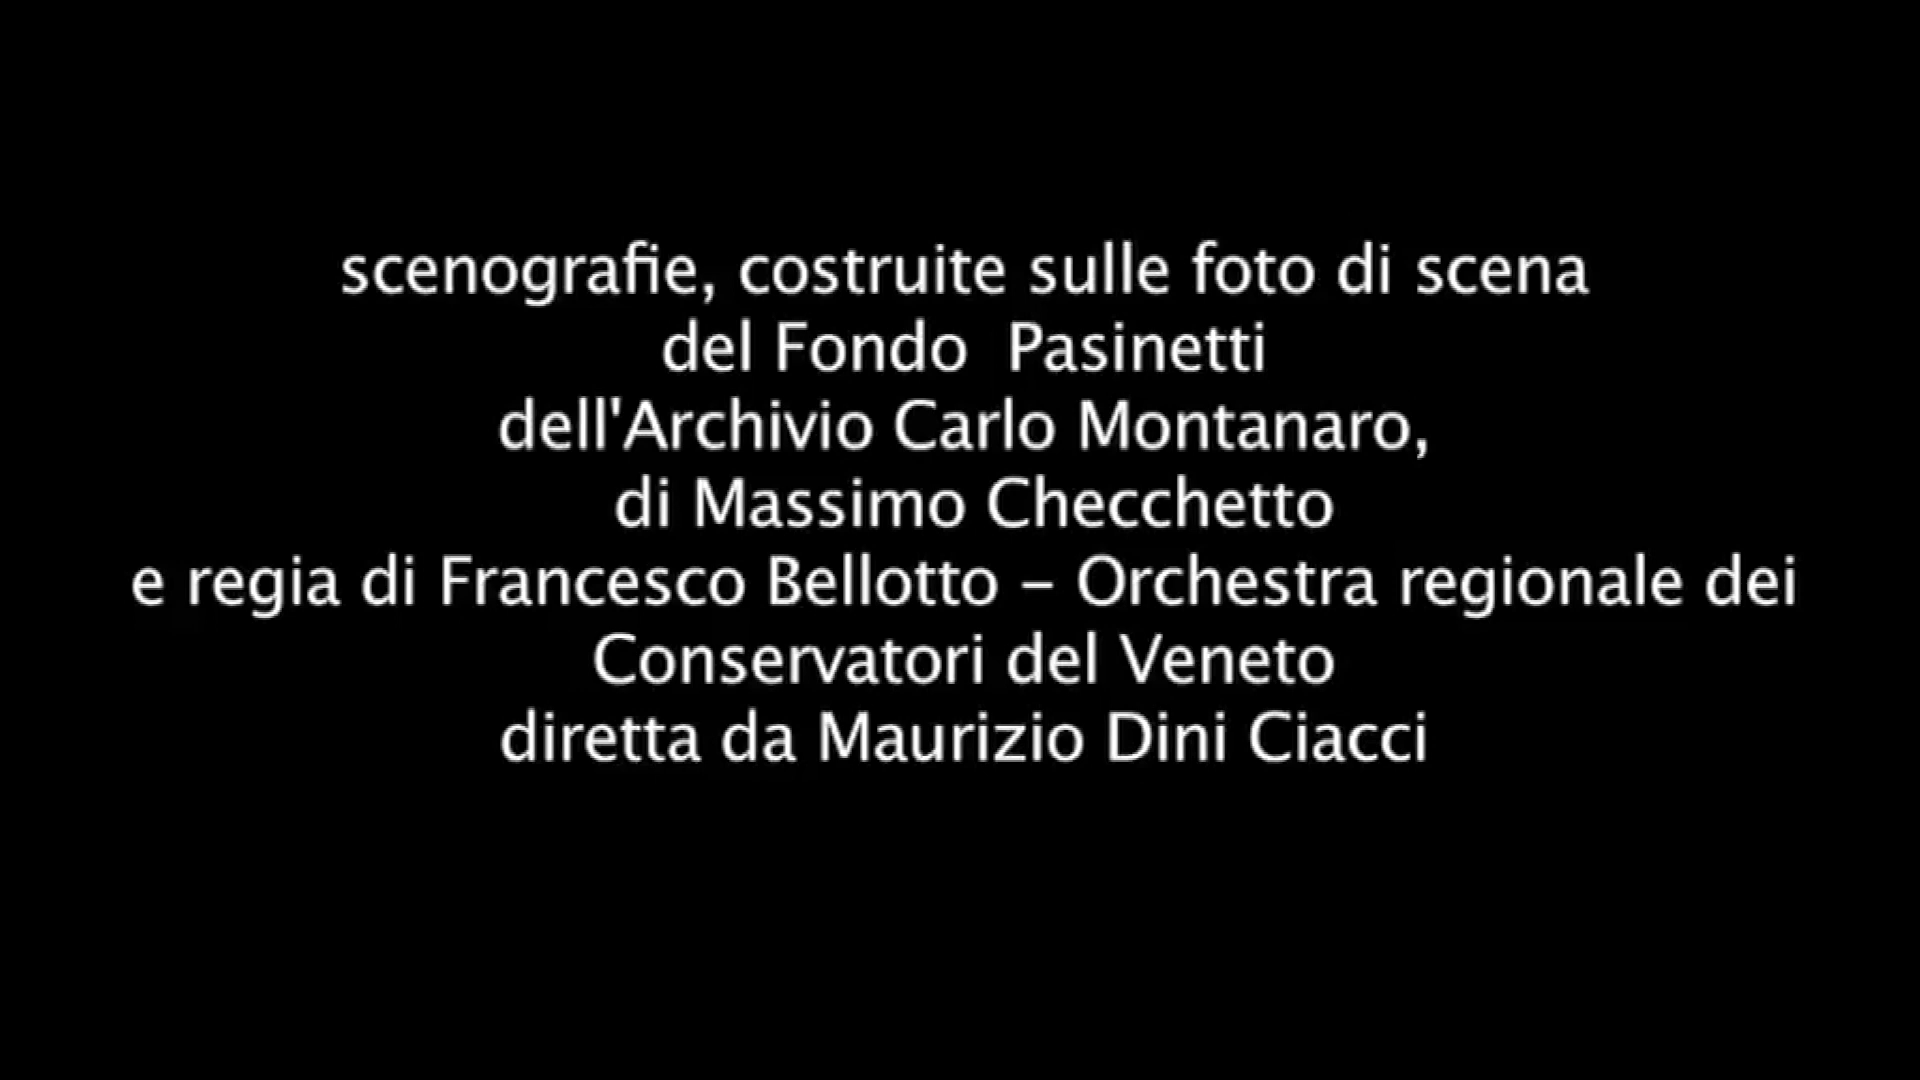 scenografie, costruite sulle foto di scena
del Fondo  Pasinetti
dell'Archivio Carlo Montanaro,
di Massimo Checchetto
e regia di Francesco Bellotto – Orchestra regionale dei
Conservatori del Veneto
diretta da Maurizio Dini Ciacci